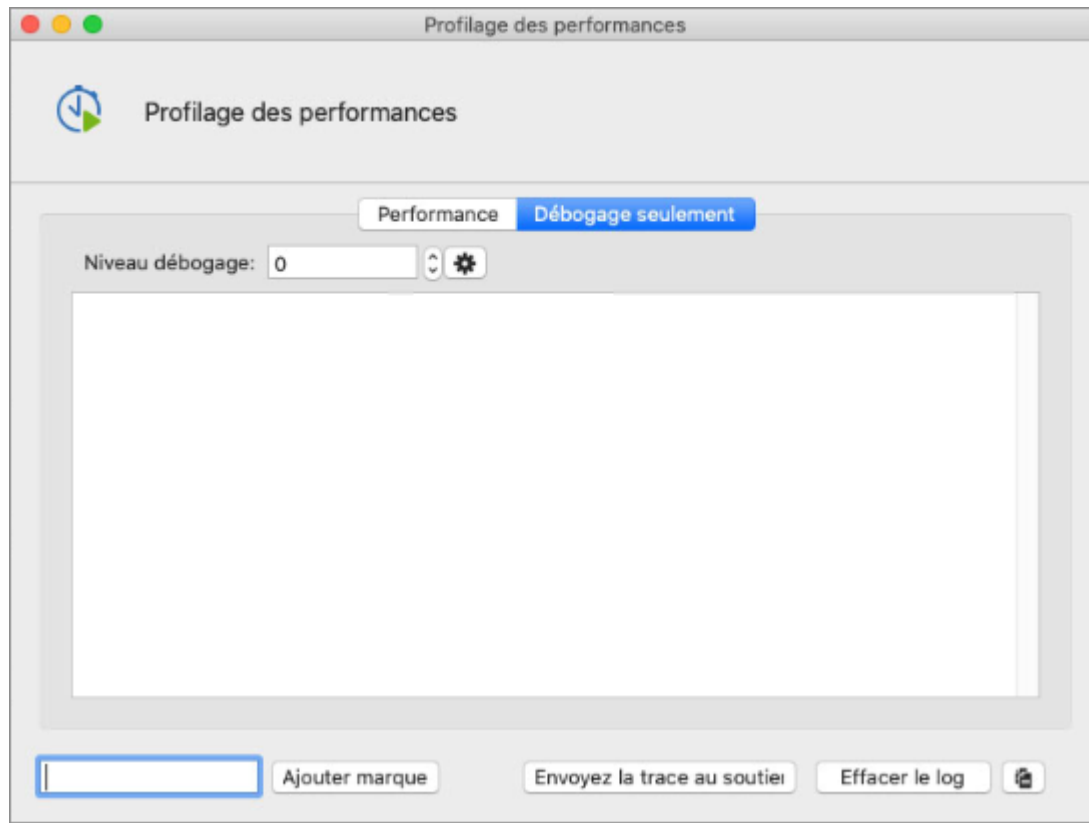 Profilage des performances
Profilage des performances
Performance Débogage seulement
Niveau débogage: 0
Ajouter marque Envoyez la trace au soutie Effacer le log